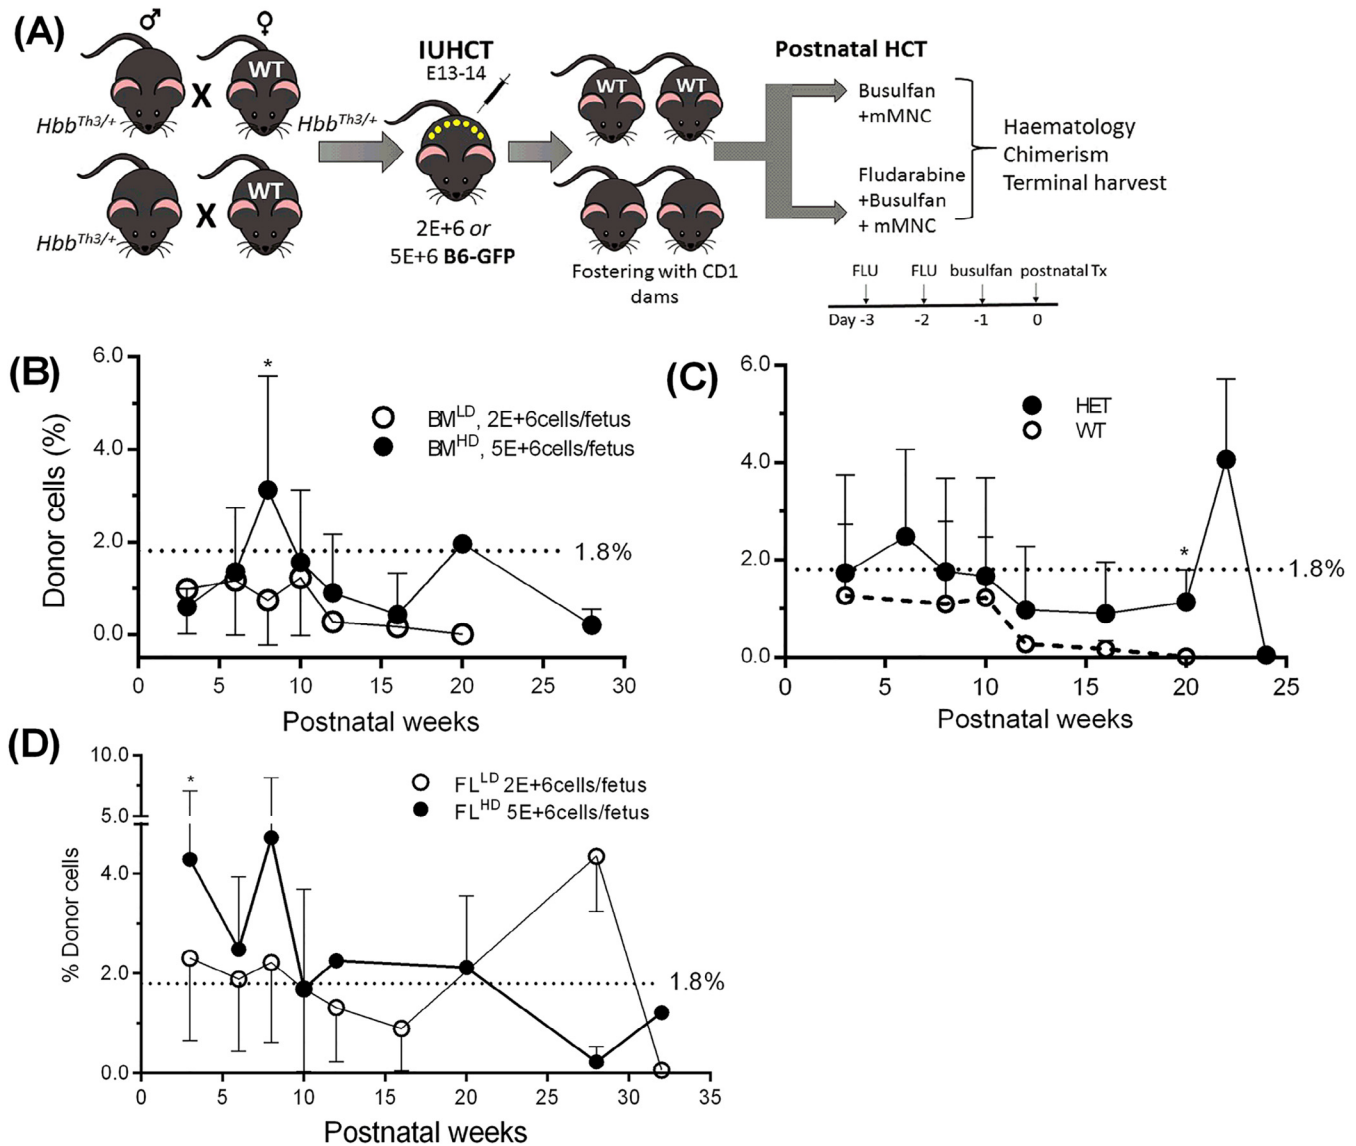 (A)
♂
♀
WT
X
Hbb^Th3/+
WT
X
Hbb^Th3/+
Hbb^Th3/+
IUHCT
E13-14
2E+6 or
5E+6 B6-GFP
WT
WT
Fostering with CD1
dams
Postnatal HCT
Busulfan
+mMNC
Fludarabine
+Busulfan
+ mMNC
Haematology
Chimerism
Terminal harvest
FLU FLU busulfan postnatal Tx
Day -3 -2 -1 0
(B)
Donor cells (%)
6.0
4.0
2.0
0.0
*
BM^LD, 2E+6cells/fetus
BM^HD, 5E+6cells/fetus
1.8%
0 5 10 15 20 25 30
Postnatal weeks
(C)
6.0
4.0
2.0
0.0
HET
WT
*
1.8%
0 5 10 15 20 25
Postnatal weeks
(D)
% Donor cells
10.0
5.0
4.0
2.0
0.0
*
FL^LD 2E+6cells/fetus
FL^HD 5E+6cells/fetus
1.8%
0 5 10 15 20 25 30 35
Postnatal weeks